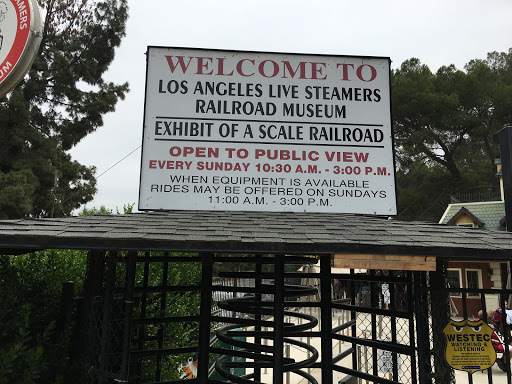 STEAMERS
UM
WELCOME TO
LOS ANGELES LIVE STEAMERS
RAILROAD MUSEUM
EXHIBIT OF A SCALE RAILROAD
OPEN TO PUBLIC VIEW
EVERY SUNDAY 10:30 A.M. - 3:00 P.M.
WHEN EQUIPMENT IS AVAILABLE
RIDES MAY BE OFFERED ON SUNDAYS
11:00 A.M. - 3:00 P.M.
WESTEC
WATCHING &
LISTENING